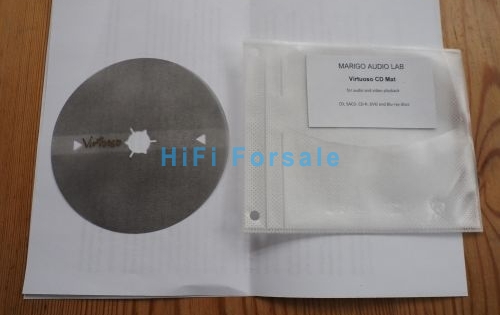 MARIGO AUDIO LAB
Virtuoso CD Mat
for audio and video playback
CD, SACD, CD-R, DVD and Blu-ray discs
Virtuoso
HiFi Forsale